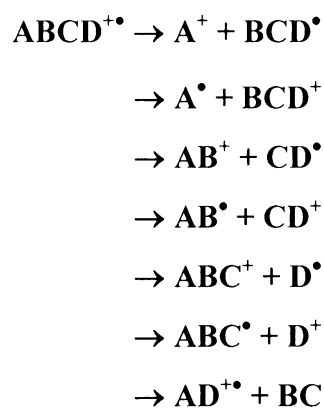 ABCD⁺• → A⁺ + BCD•
→ A• + BCD⁺
→ AB⁺ + CD•
→ AB• + CD⁺
→ ABC⁺ + D•
→ ABC• + D⁺
→ AD⁺• + BC